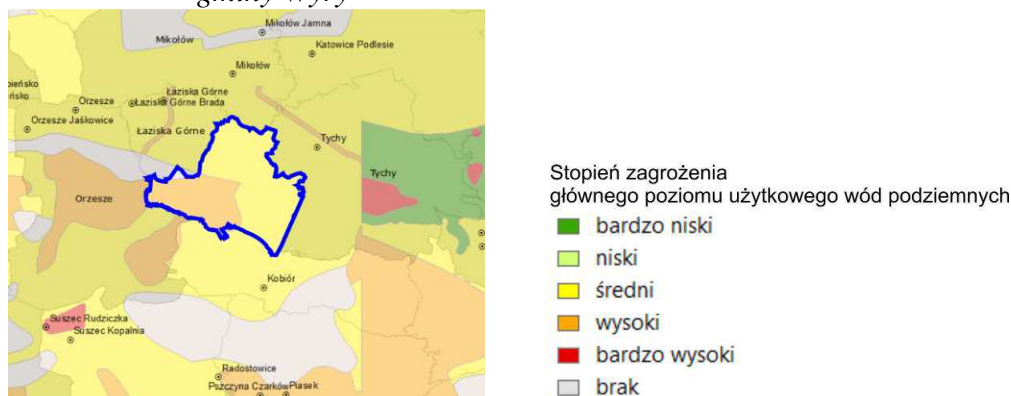 gminy Wyry
Mikołów Jamna
Mikołów
Katowice Podlesie
Mikołów
Łaziska Górne
Orzesze
Łaziska Górne Brada
Orzesze Jaśkowice
Łaziska Górne
Tychy
Tychy
Orzesze
Kobiór
Suszec Rudziczka
Suszec Kopalnia
Radostowice
Pszczyna Czarków
Piasek
Stopień zagrożenia
głównego poziomu użytkowego wód podziemnych
bardzo niski
niski
średni
wysoki
bardzo wysoki
brak